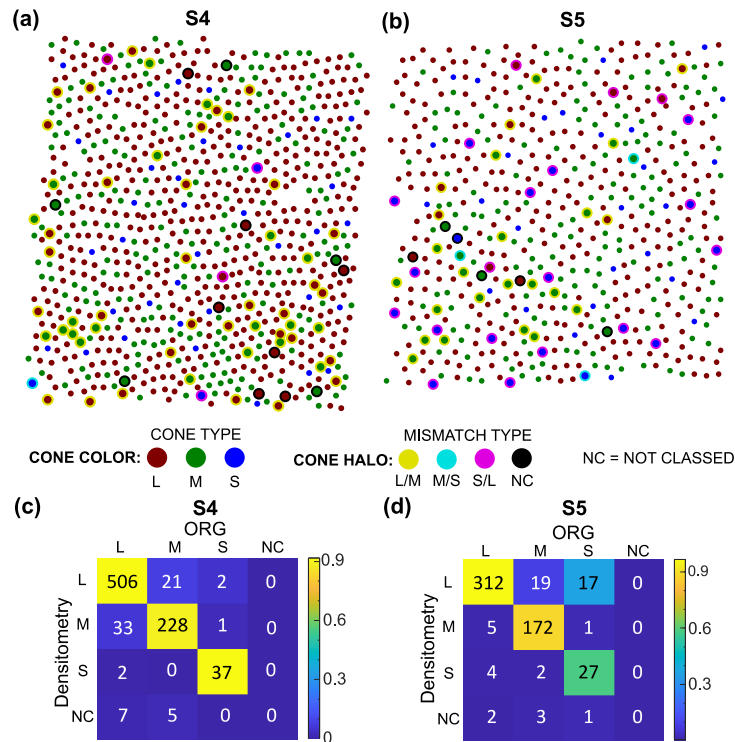 (a) S4
(b) S5
CONE TYPE
CONE COLOR:
L M S
MISMATCH TYPE
CONE HALO:
L/M M/S S/L NC
NC = NOT CLASSED
(c) S4
ORG
L M S NC
Densitometry
L 506 21 2 0
M 33 228 1 0
S 2 0 37 0
NC 7 5 0 0
0.9
0.6
0.3
0
(d) S5
ORG
L M S NC
Densitometry
L 312 19 17 0
M 5 172 1 0
S 4 2 27 0
NC 2 3 1 0
0.9
0.6
0.3